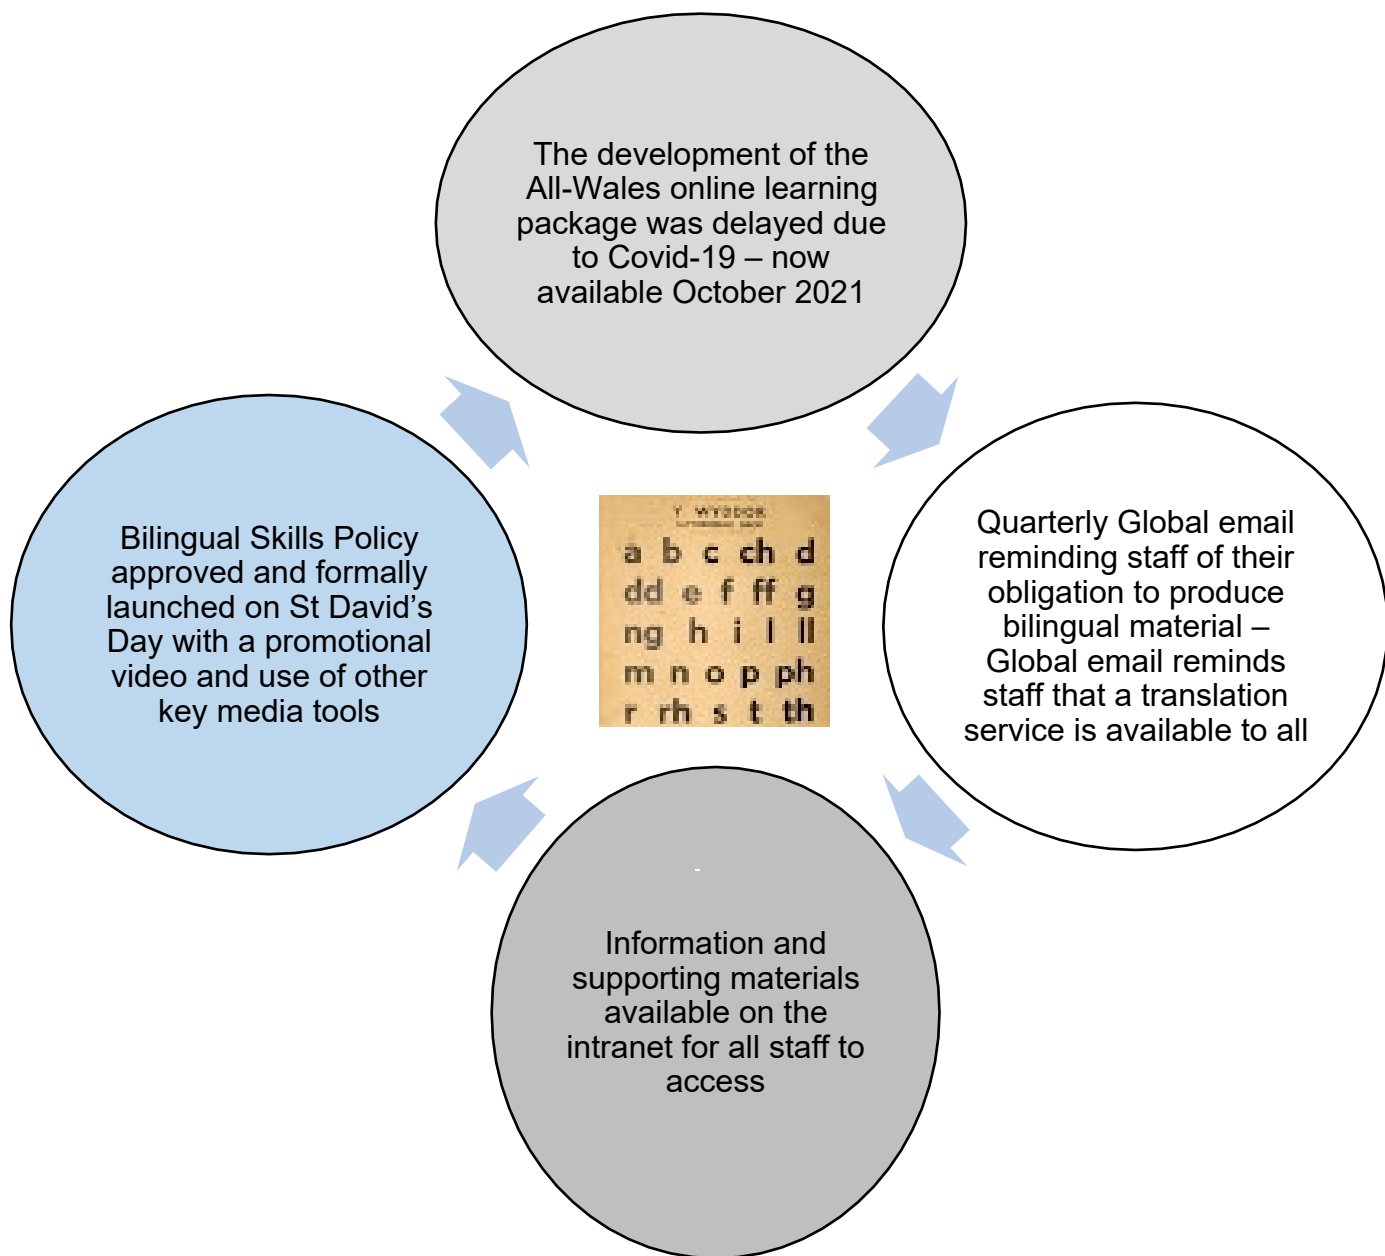 The development of the
All-Wales online learning
package was delayed due
to Covid-19 – now
available October 2021
Bilingual Skills Policy
approved and formally
launched on St David’s
Day with a promotional
video and use of other
key media tools
Y WYDDOR
a b c ch d
dd e f ff g
ng h i l ll
m n o p ph
r rh s t th
Quarterly Global email
reminding staff of their
obligation to produce
bilingual material –
Global email reminds
staff that a translation
service is available to all
Information and
supporting materials
available on the
intranet for all staff to
access